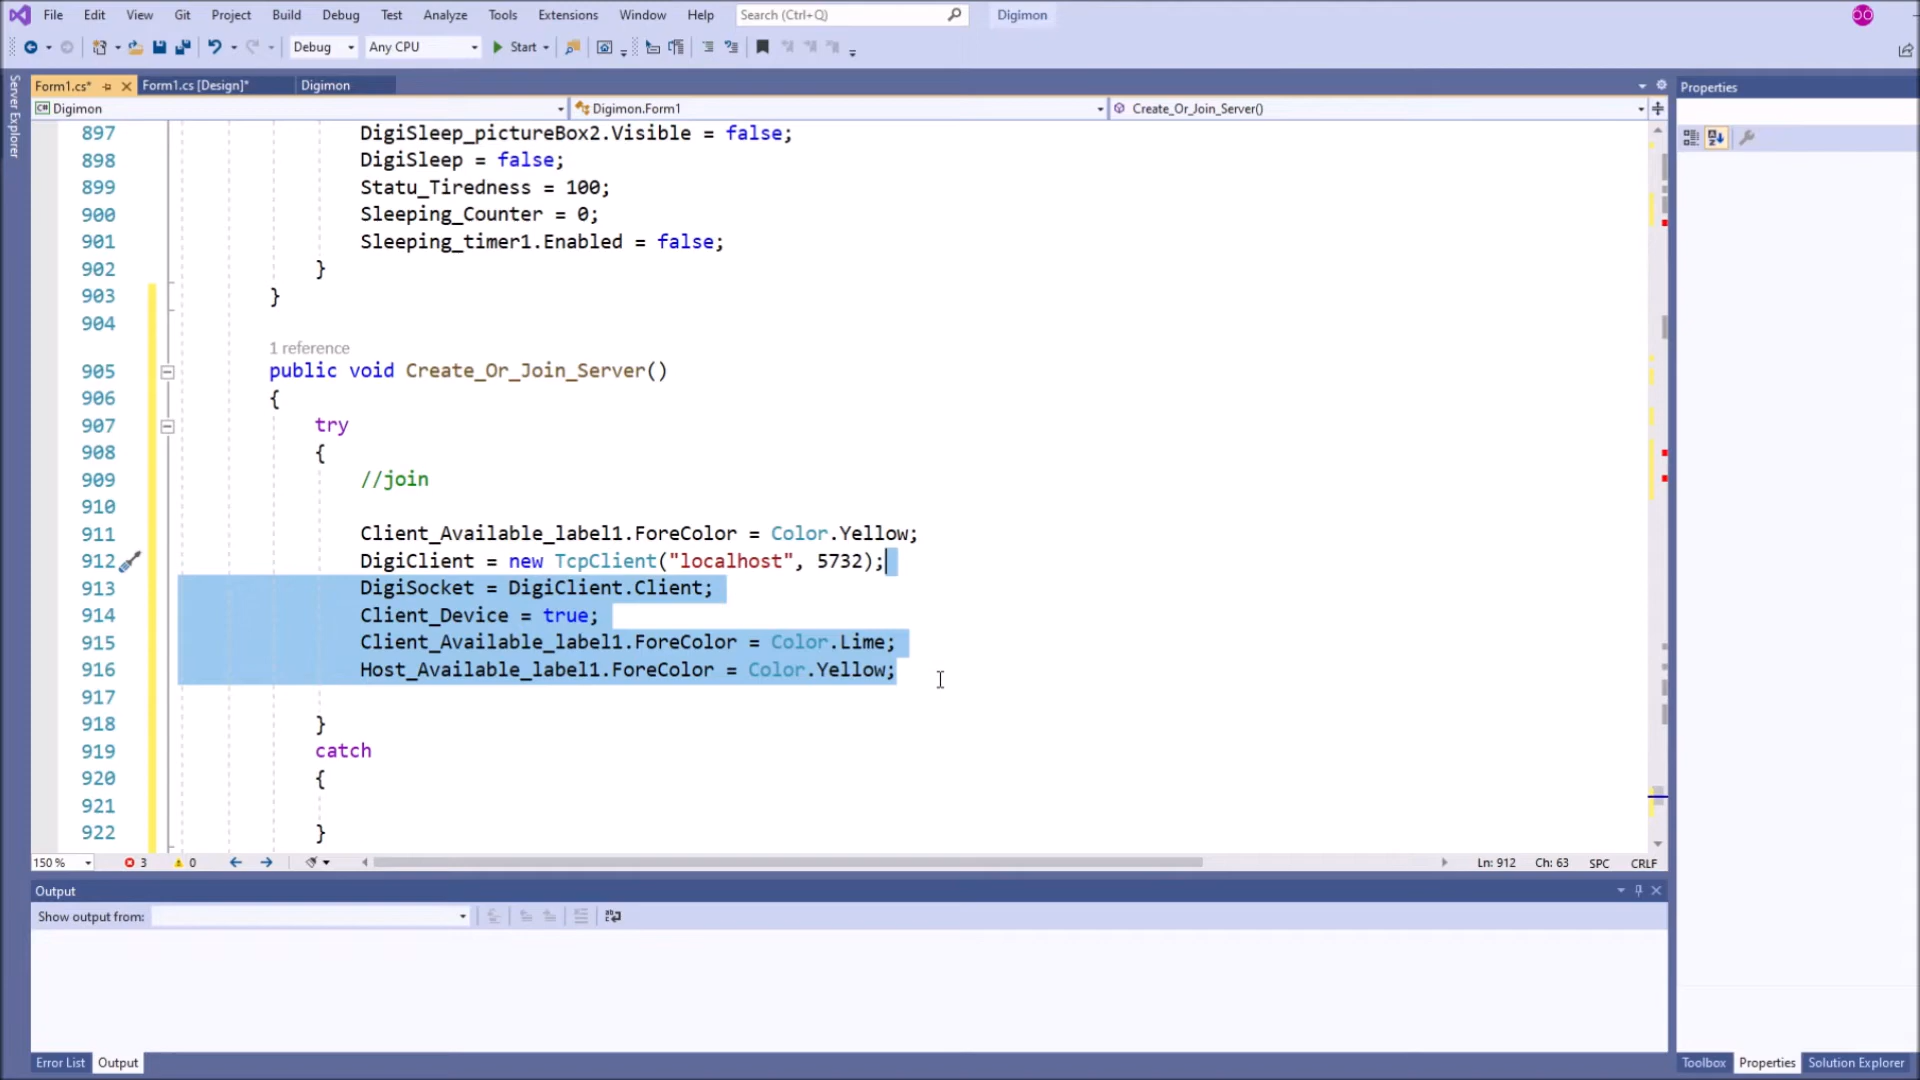 File Edit View Git Project Build Debug Test Analyze Tools Extensions Window Help Search (Ctrl+Q) Digimon
Debug Any CPU Start
Form1.cs* Form1.cs [Design]* Digimon Properties
Digimon Digimon.Form1 Create_Or_Join_Server()
Server Explorer
897 DigiSleep_pictureBox2.Visible = false;
898 DigiSleep = false;
899 Statu_Tiredness = 100;
900 Sleeping_Counter = 0;
901 Sleeping_timer1.Enabled = false;
902 }
903 }
904
1 reference
905 public void Create_Or_Join_Server()
906 {
907 try
908 {
909 //join
910
911 Client_Available_label1.ForeColor = Color.Yellow;
912 DigiClient = new TcpClient("localhost", 5732);
913 DigiSocket = DigiClient.Client;
914 Client_Device = true;
915 Client_Available_label1.ForeColor = Color.Lime;
916 Host_Available_label1.ForeColor = Color.Yellow;
917
918 }
919 catch
920 {
921
922 }
150 % 3 0 Ln: 912 Ch: 63 SPC CRLF
Output
Show output from:
Error List Output Toolbox Properties Solution Explorer